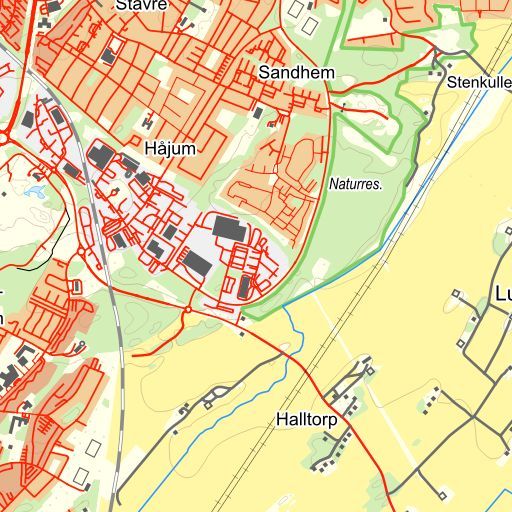 Stavre
Sandhem
Stenkulle
Håjum
Naturres.
Lu
m
Halltorp